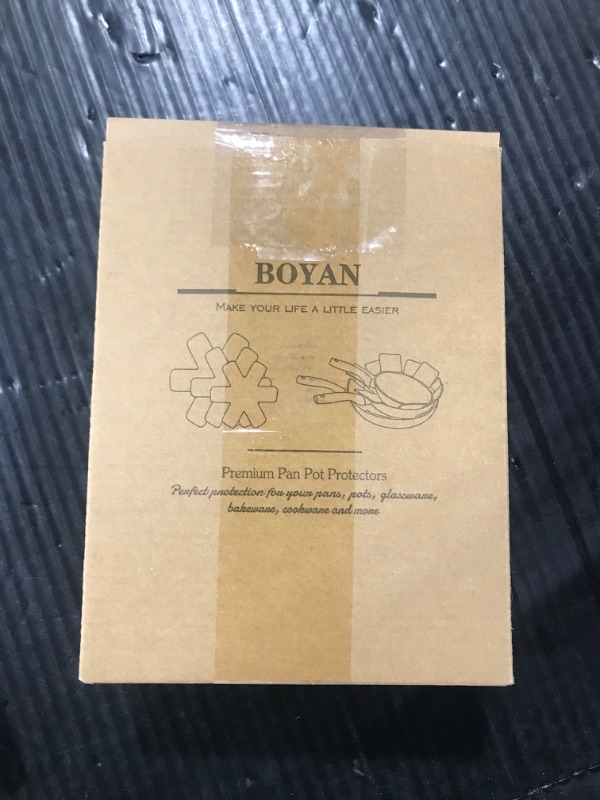 BOYAN
MAKE YOUR LIFE A LITTLE EASIER
Premium Pan Pot Protectors
Perfect protection for your pans, pots, glassware,
bakeware, cookware and more